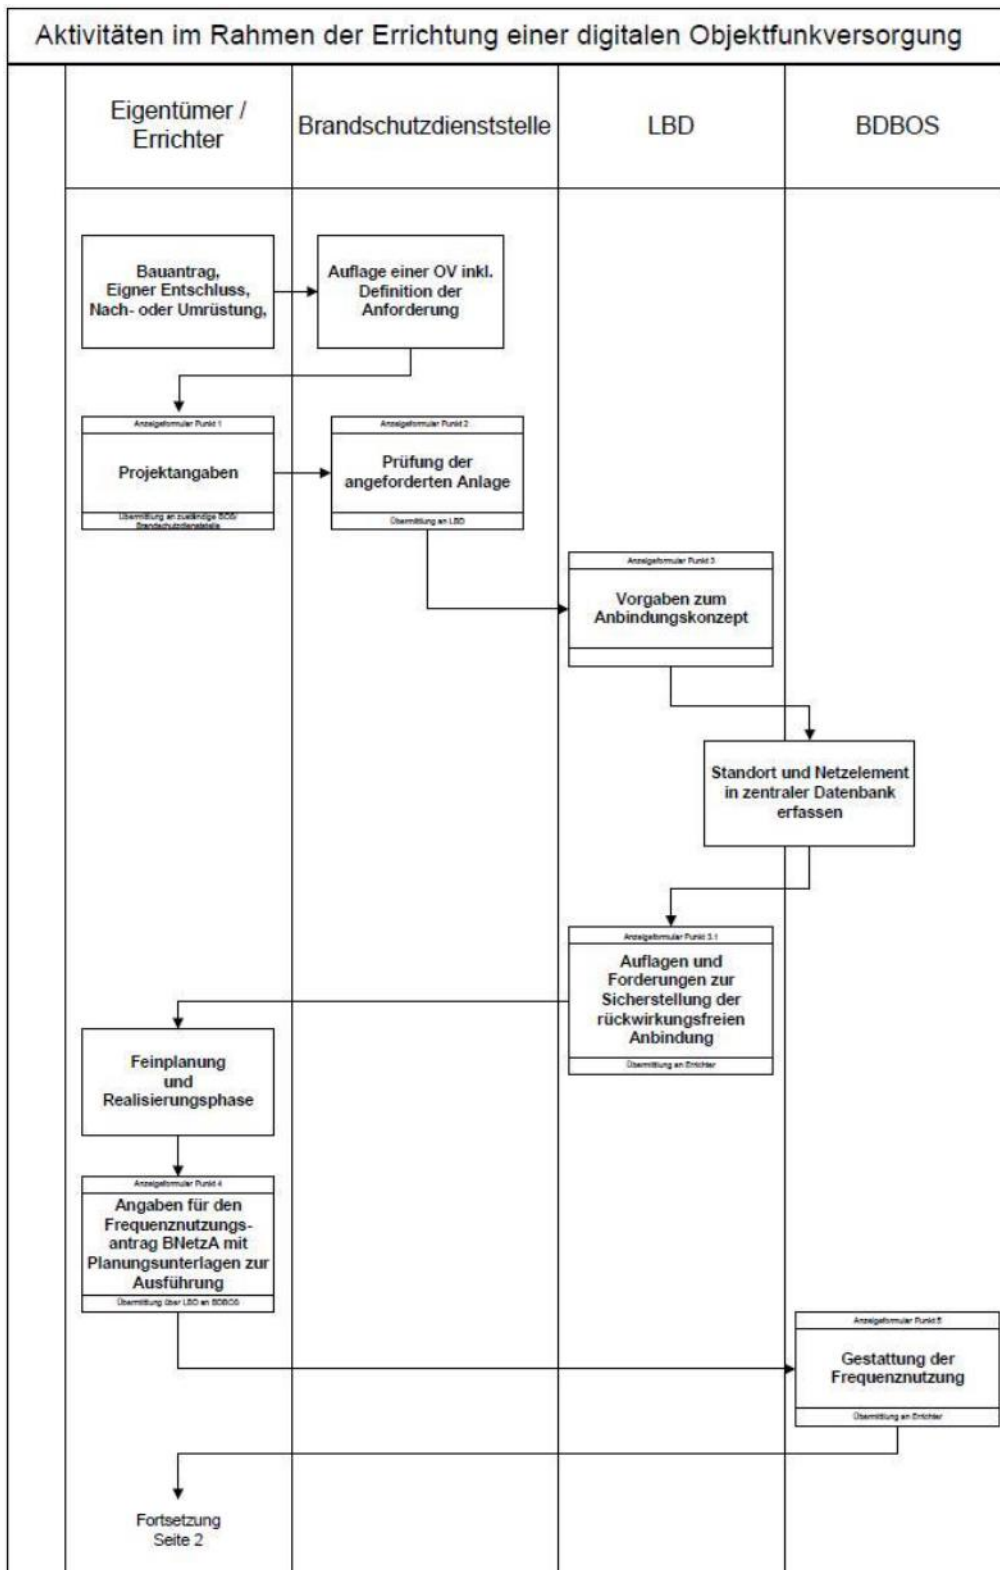 Aktivitäten im Rahmen der Errichtung einer digitalen Objektfunkversorgung
Eigentümer /
Errichter
Brandschutzdienststelle
LBD
BDBOS
Bauantrag,
Eigner Entschluss,
Nach- oder Umrüstung,
Auflage einer OV inkl.
Definition der
Anforderung
Anzeigeformular Punkt 1
Projektangaben
Übermittlung an zuständige BOS/
Brandschutzdienststelle
Anzeigeformular Punkt 2
Prüfung der
angeforderten Anlage
Übermittlung an LBD
Anzeigeformular Punkt 3
Vorgaben zum
Anbindungskonzept
Standort und Netzelement
in zentraler Datenbank
erfassen
Anzeigeformular Punkt 3.1
Auflagen und
Forderungen zur
Sicherstellung der
rückwirkungsfreien
Anbindung
Übermittlung an Errichter
Feinplanung
und
Realisierungsphase
Anzeigeformular Punkt 4
Angaben für den
Frequenznutzungs-
antrag BNetzA mit
Planungsunterlagen zur
Ausführung
Übermittlung über LBD an BDBOS
Anzeigeformular Punkt 5
Gestattung der
Frequenznutzung
Übermittlung an Errichter
Fortsetzung
Seite 2